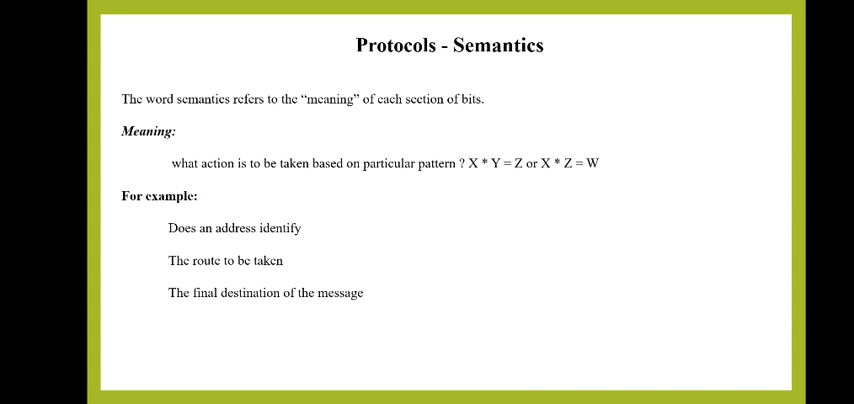 Protocols - Semantics
The word semantics refers to the “meaning” of each section of bits.
Meaning:
what action is to be taken based on particular pattern ? X * Y = Z or X * Z = W
For example:
Does an address identify
The route to be taken
The final destination of the message